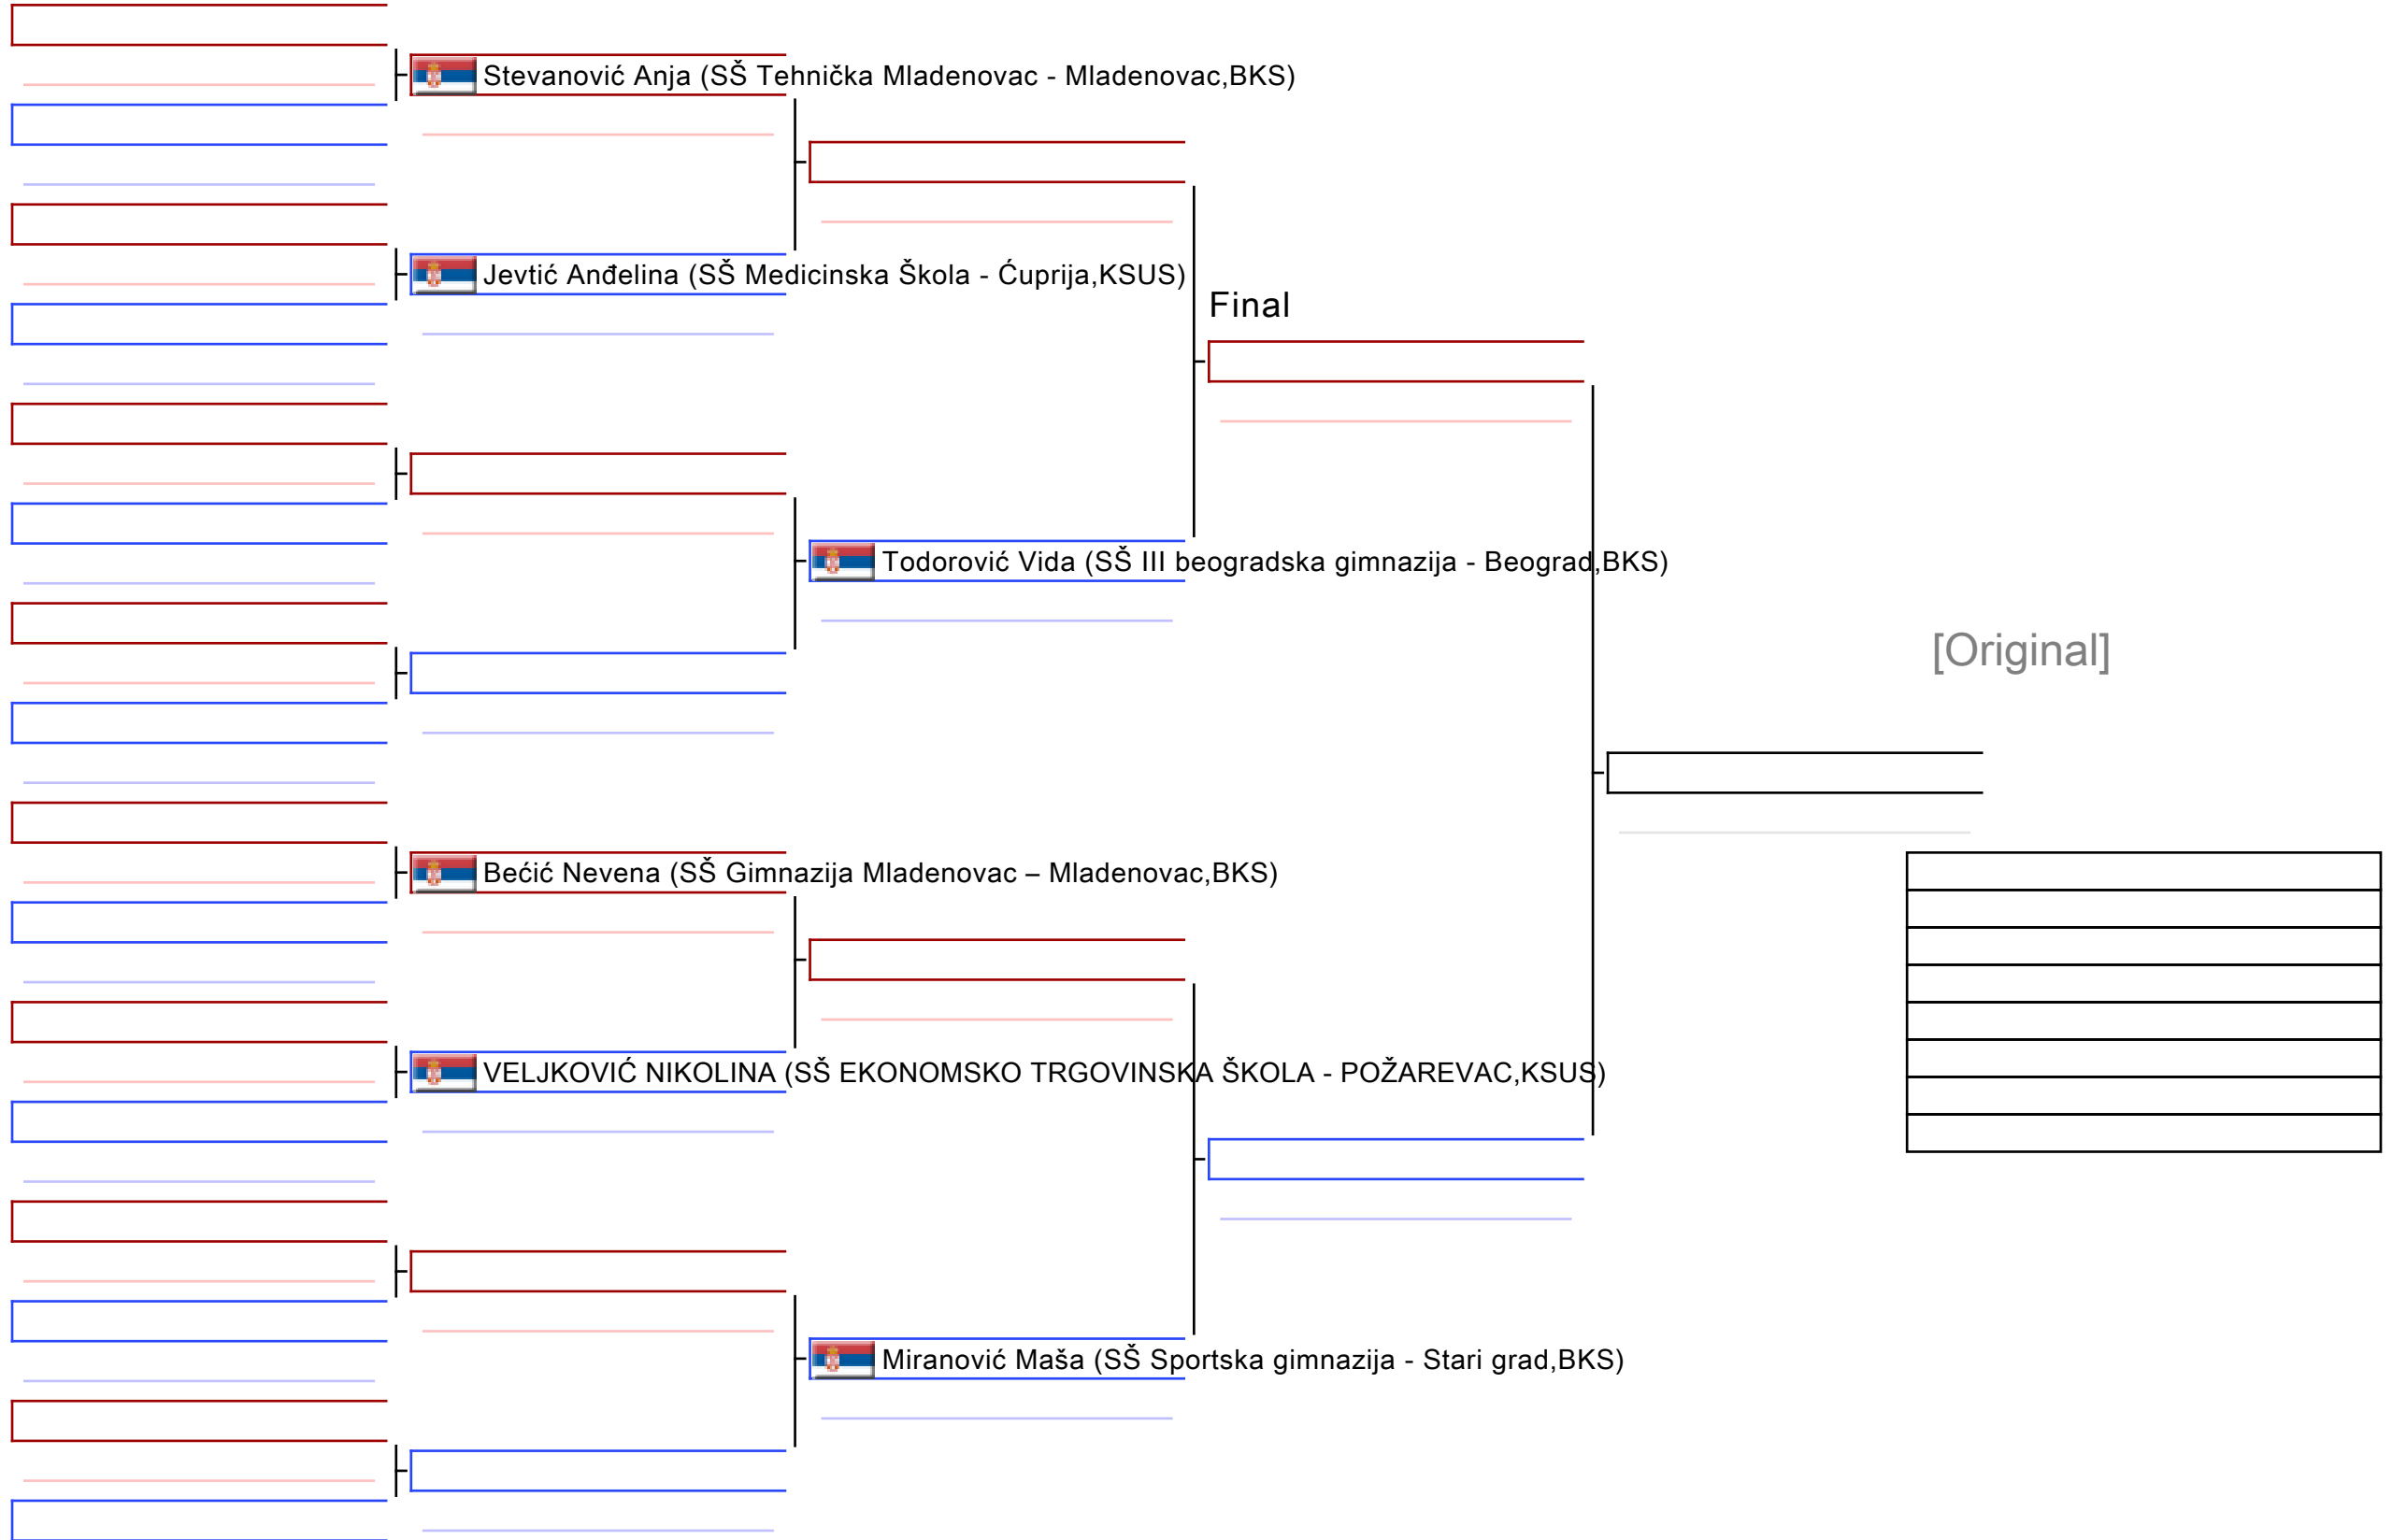 Stevanović Anja (SŠ Tehnička Mladenovac - Mladenovac,BKS)
Jevtić Anđelina (SŠ Medicinska Škola - Ćuprija,KSUS)
Final
Todorović Vida (SŠ III beogradska gimnazija - Beograd,BKS)
[Original]
Bećić Nevena (SŠ Gimnazija Mladenovac – Mladenovac,BKS)
VELJKOVIĆ NIKOLINA (SŠ EKONOMSKO TRGOVINSKA ŠKOLA - POŽAREVAC,KSUS)
Miranović Maša (SŠ Sportska gimnazija - Stari grad,BKS)